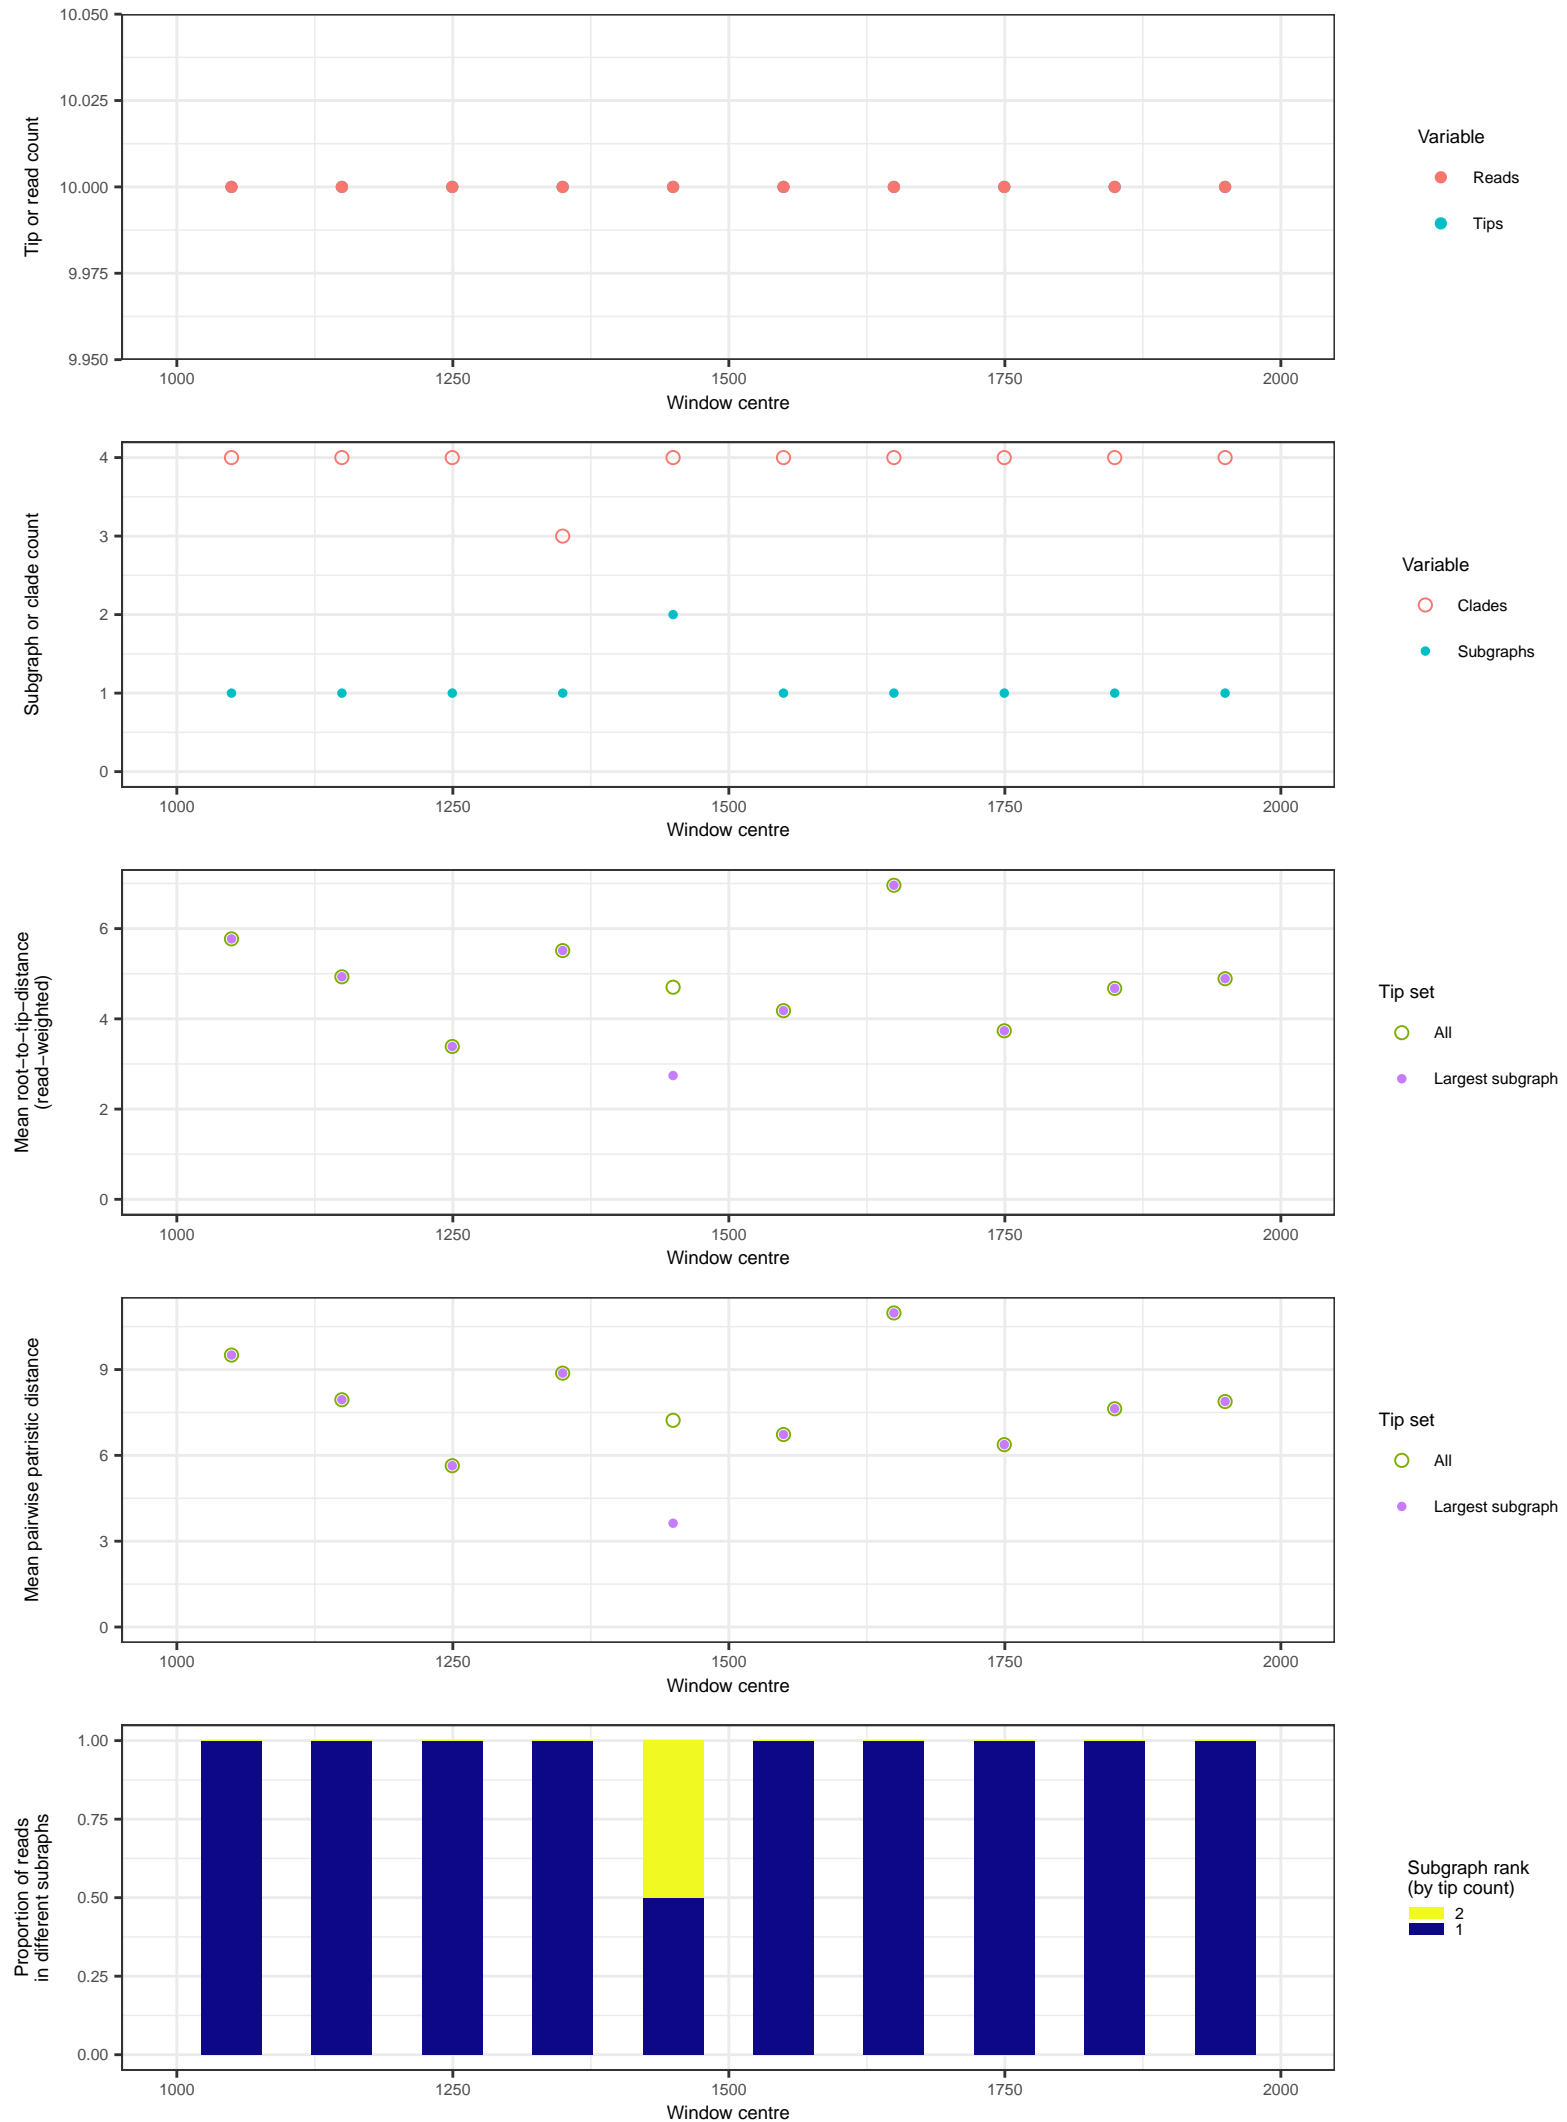 10.050
10.025
10.000
9.975
9.950
Tip or read count
1000 1250 1500 1750 2000
Window centre
Variable
Reads
Tips
4
3
2
1
0
Subgraph or clade count
1000 1250 1500 1750 2000
Window centre
Variable
Clades
Subgraphs
6
4
2
0
Mean root−to−tip−distance
(read−weighted)
1000 1250 1500 1750 2000
Window centre
Tip set
All
Largest subgraph
9
6
3
0
Mean pairwise patristic distance
1000 1250 1500 1750 2000
Window centre
Tip set
All
Largest subgraph
1.00
0.75
0.50
0.25
0.00
Proportion of reads
in different subraphs
1000 1250 1500 1750 2000
Window centre
Subgraph rank
(by tip count)
2
1